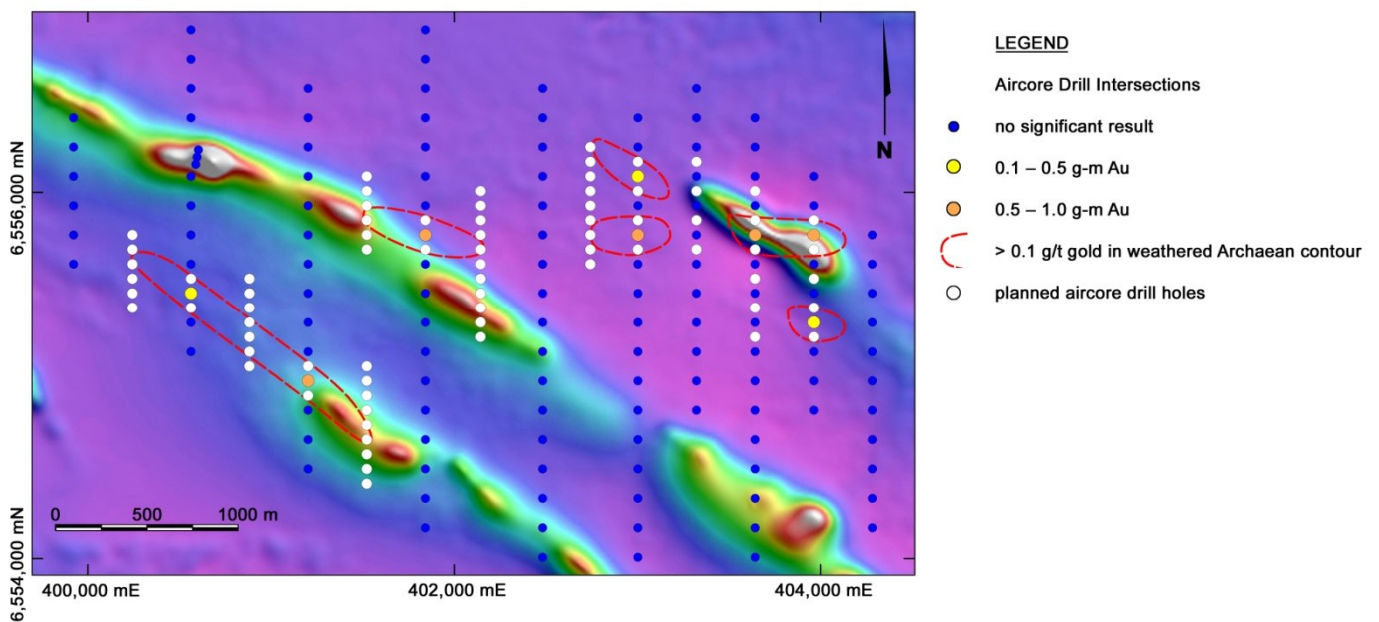 N
6,556,000 mN
6,554,000 mN
0 500 1000 m
400,000 mE 402,000 mE 404,000 mE
LEGEND
Aircore Drill Intersections
no significant result
0.1 – 0.5 g-m Au
0.5 – 1.0 g-m Au
> 0.1 g/t gold in weathered Archaean contour
planned aircore drill holes